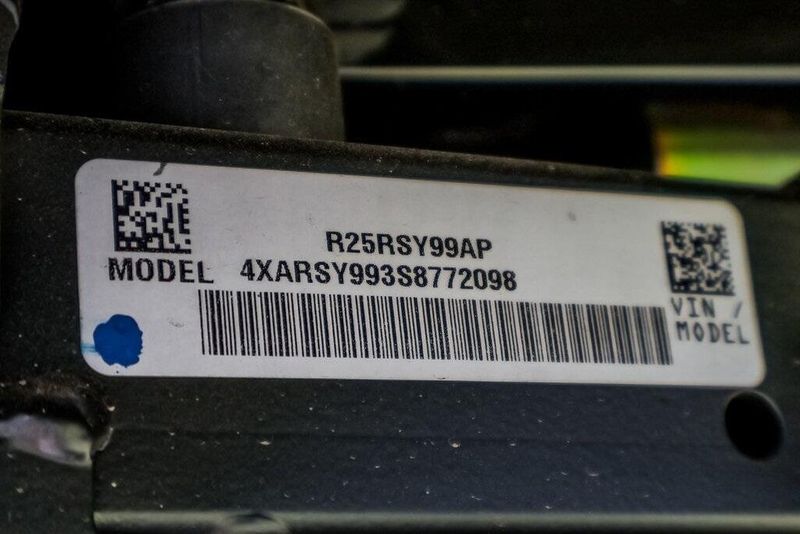 R25RSY99AP
MODEL 4XARSY993S8772098
VIN /
MODEL